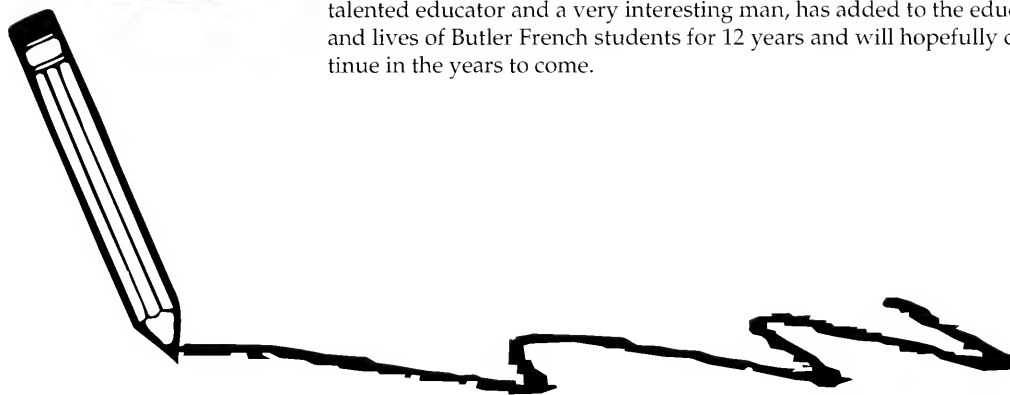 talented educator and a very interesting man, has added to the edu
and lives of Butler French students for 12 years and will hopefully
tinue in the years to come.